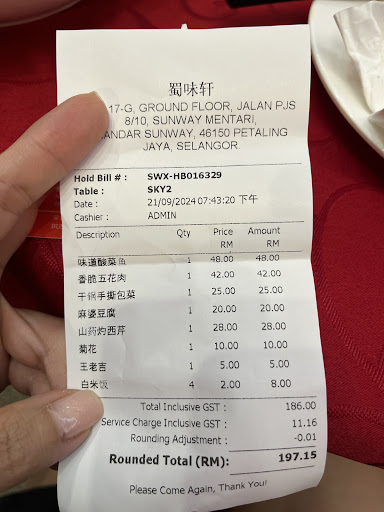 蜀味轩
17-G, GROUND FLOOR, JALAN PJS
8/10, SUNWAY MENTARI,
ANDAR SUNWAY, 46150 PETALING
JAYA, SELANGOR.
Hold Bill # : SWX-HB016329
Table : SKY2
Date : 21/09/2024 07:43:20 下午
Cashier : ADMIN
Description Qty Price Amount
RM RM
味道酸菜鱼 1 48.00 48.00
香脆五花肉 1 42.00 42.00
干锅手撕包菜 1 25.00 25.00
麻婆豆腐 1 20.00 20.00
山药灼西芹 1 28.00 28.00
菊花 1 10.00 10.00
王老吉 1 5.00 5.00
白米饭 4 2.00 8.00
Total Inclusive GST : 186.00
Service Charge Inclusive GST : 11.16
Rounding Adjustment : -0.01
Rounded Total (RM): 197.15
Please Come Again, Thank You!